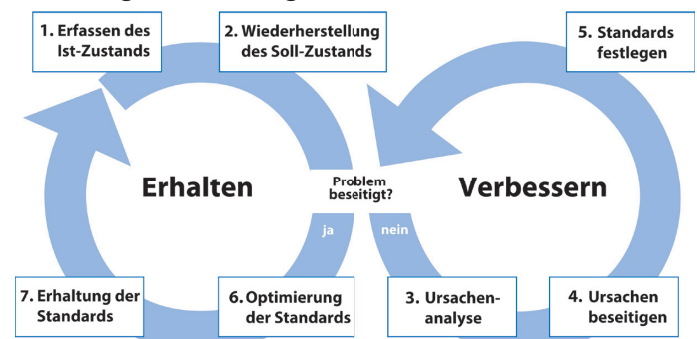 1. Erfassen des
Ist-Zustands
2. Wiederherstellung
des Soll-Zustands
5. Standards
festlegen
Erhalten
Problem
beseitigt?
Verbessern
ja
nein
7. Erhaltung der
Standards
6. Optimierung
der Standards
3. Ursachen-
analyse
4. Ursachen
beseitigen